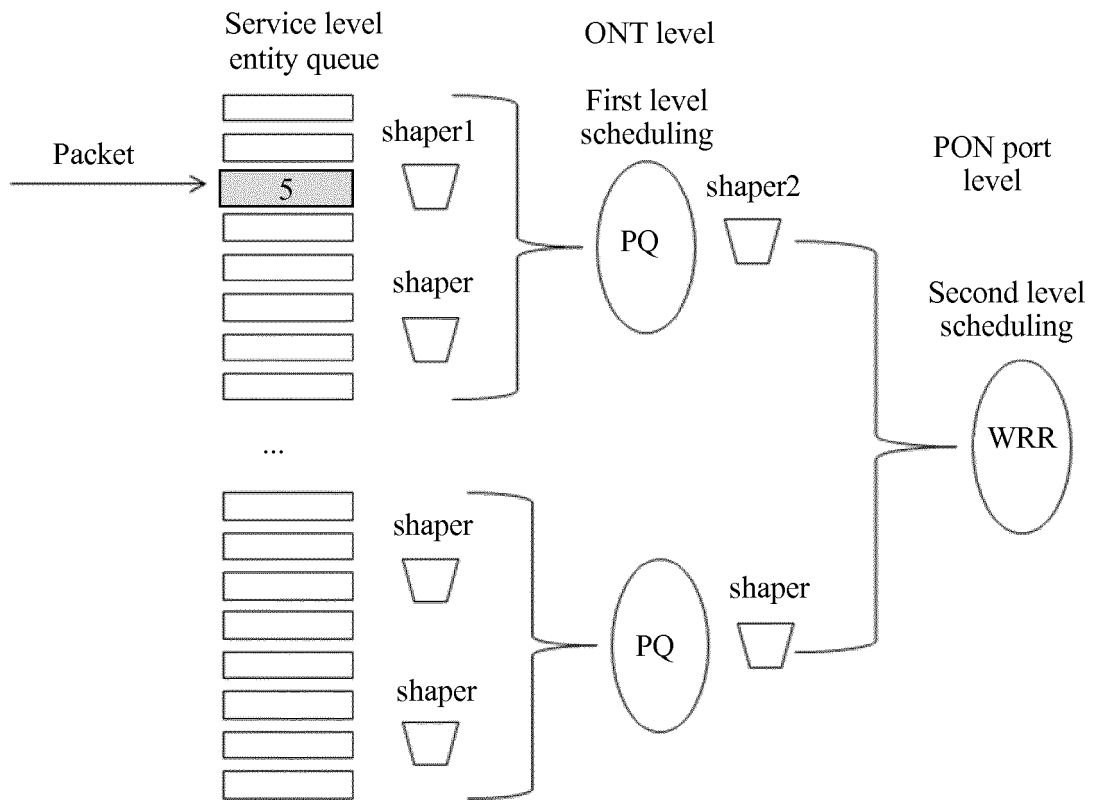 Service level
entity queue
ONT level
First level
scheduling
shaper1
Packet
5
shaper2
PON port
level
PQ
shaper
Second level
scheduling
WRR
...
shaper
shaper
PQ
shaper